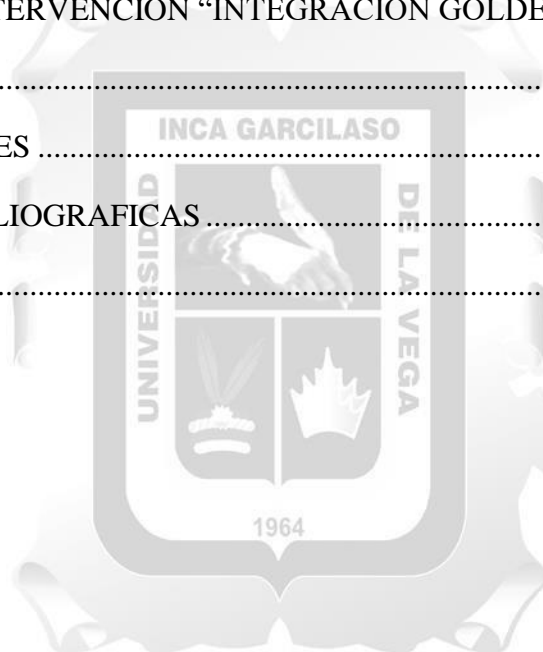 TERVENCION “INTEGRACION GOLDE
........................................................................
ES ...................................................................
LIOGRAFICAS ............................................
........................................................................
INCA GARCILASO
UNIVERSIDAD
DE LA VEGA
1964